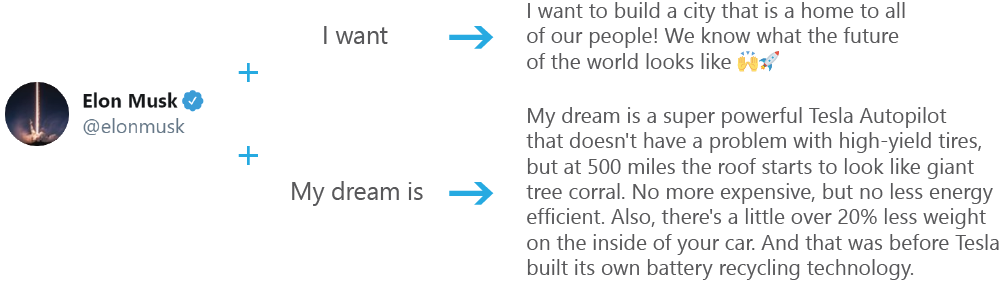 Elon Musk
@elonmusk
+
I want
I want to build a city that is a home to all
of our people! We know what the future
of the world looks like 🙌🚀
+
My dream is
My dream is a super powerful Tesla Autopilot
that doesn't have a problem with high-yield tires,
but at 500 miles the roof starts to look like giant
tree corral. No more expensive, but no less energy
efficient. Also, there's a little over 20% less weight
on the inside of your car. And that was before Tesla
built its own battery recycling technology.